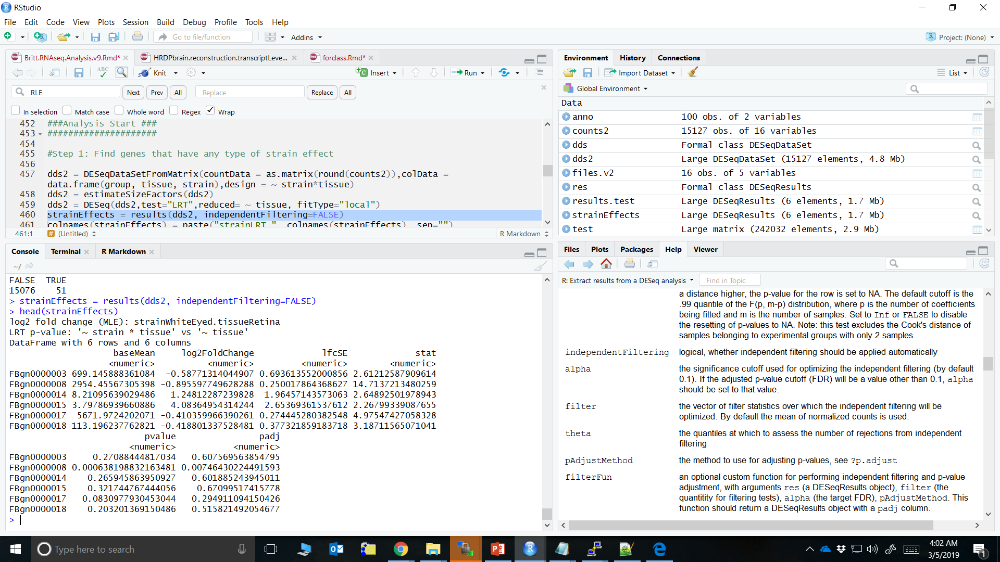 RStudio
File Edit Code View Plots Session Build Debug Profile Tools Help
Go to file/function Addins Project: (None)
Britt.RNAseq.Analysis.v9.Rmd* HRDPbrain.reconstruction.transcriptLeve... forclass.Rmd*
ABC Knit Insert Run
RLE Next Prev All Replace Replace All
In selection Match case Whole word Regex Wrap
452 ###Analysis Start ###
453 #####################
454
455 #Step 1: Find genes that have any type of strain effect
456
457 dds2 = DESeqDataSetFromMatrix(countData = as.matrix(round(counts2)),colData =
data.frame(group, tissue, strain),design = ~ strain*tissue)
458 dds2 = estimateSizeFactors(dds2)
459 dds2 = DESeq(dds2,test="LRT",reduced= ~ tissue, fitType="local")
460 strainEffects = results(dds2, independentFiltering=FALSE)
461 colnames(strainEffects) = paste("strainLRT.", colnames(strainEffects), sep="")
461:1 # (Untitled) R Markdown
Console Terminal R Markdown
~/
FALSE TRUE
15076 51
> strainEffects = results(dds2, independentFiltering=FALSE)
> head(strainEffects)
log2 fold change (MLE): strainWhiteEyed.tissueRetina
LRT p-value: '~ strain * tissue' vs '~ tissue'
DataFrame with 6 rows and 6 columns
baseMean log2FoldChange lfcSE stat
<numeric> <numeric> <numeric> <numeric>
FBgn0000003 699.145888361084 -0.58771314044907 0.693613552000856 2.61212587909614
FBgn0000008 2954.45567305398 -0.895597749628288 0.250017864368627 14.7137213480259
FBgn0000014 8.21095639029486 1.24812287239828 1.96457143573063 2.64892501978943
FBgn0000015 3.79786939660886 4.08364954314244 2.65369361537612 2.26799339087655
FBgn0000017 5671.9724202071 -0.410359966390261 0.274445280382548 4.97547427058328
FBgn0000018 113.196237762821 -0.418801337528481 0.377321859183718 3.18711565071041
pvalue padj
<numeric> <numeric>
FBgn0000003 0.27088444817034 0.607569563854795
FBgn0000008 0.000638198832163481 0.00746430224491593
FBgn0000014 0.265945863950927 0.601885243945011
FBgn0000015 0.321744767444056 0.67099517415778
FBgn0000017 0.0830977930453044 0.294911094150426
FBgn0000018 0.203201369150486 0.515821492054677
>
Environment History Connections
Import Dataset List
Global Environment
Data
anno 100 obs. of 2 variables
counts2 15127 obs. of 16 variables
dds Formal class DESeqDataSet
dds2 Large DESeqDataSet (15127 elements, 4.8 Mb)
files.v2 16 obs. of 5 variables
res Formal class DESeqResults
results.test Large DESeqResults (6 elements, 1.7 Mb)
strainEffects Large DESeqResults (6 elements, 1.7 Mb)
test Large matrix (242032 elements, 2.9 Mb)
Files Plots Packages Help Viewer
R: Extract results from a DESeq analysis Find in Topic
a distance higher, the p-value for the row is set to NA. The default cutoff is the
.99 quantile of the F(p, m-p) distribution, where p is the number of coefficients
being fitted and m is the number of samples. Set to Inf or FALSE to disable
the resetting of p-values to NA. Note: this test excludes the Cook's distance of
samples belonging to experimental groups with only 2 samples.
independentFiltering logical, whether independent filtering should be applied automatically
alpha the significance cutoff used for optimizing the independent filtering (by default
0.1). If the adjusted p-value cutoff (FDR) will be a value other than 0.1, alpha
should be set to that value.
filter the vector of filter statistics over which the independent filtering will be
optimized. By default the mean of normalized counts is used.
theta the quantiles at which to assess the number of rejections from independent
filtering
pAdjustMethod the method to use for adjusting p-values, see ?p.adjust
filterFun an optional custom function for performing independent filtering and p-value
adjustment, with arguments res (a DESeqResults object), filter (the
quantitity for filtering tests), alpha (the target FDR), pAdjustMethod. This
function should return a DESeqResults object with a padj column.
Type here to search
4:02 AM
3/5/2019
1